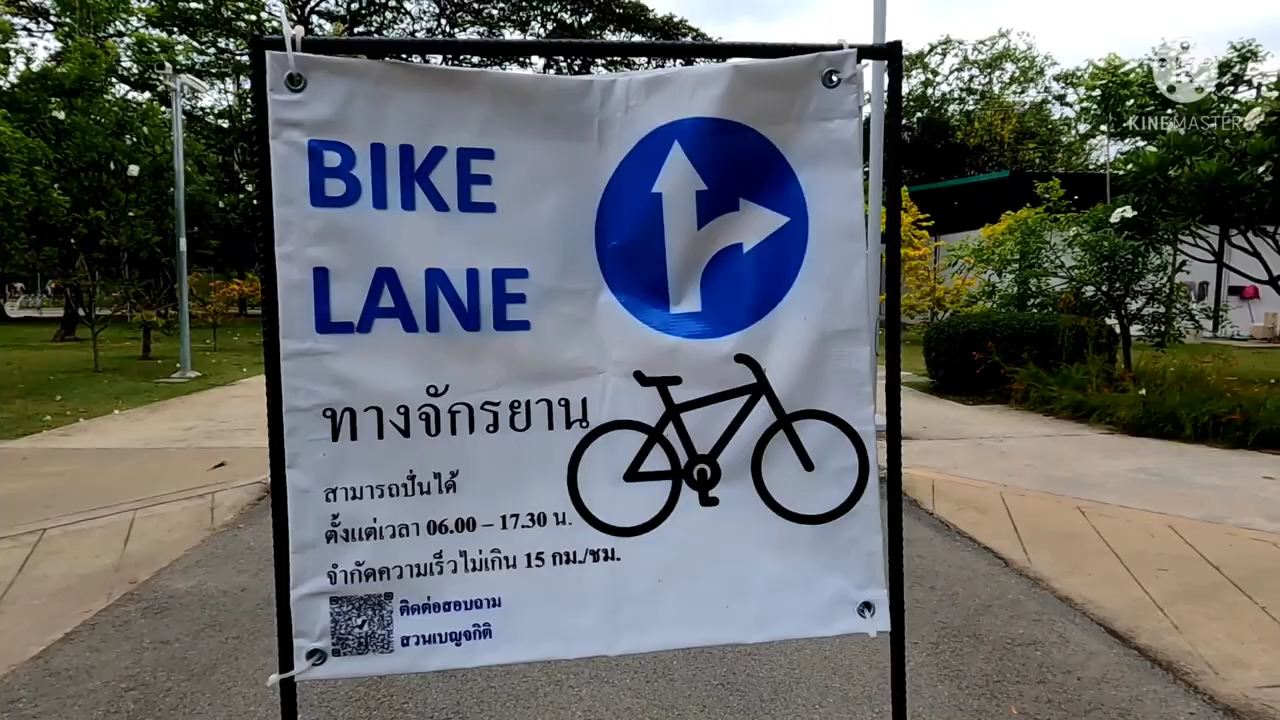 BIKE
LANE
ทางจักรยาน
สามารถปั่นได้
ตั้งแต่เวลา 06.00 – 17.30 น.
จำกัดความเร็วไม่เกิน 15 กม./ชม.
ติดต่อสอบถาม
สวนเบญจกิติ
KINEMASTER